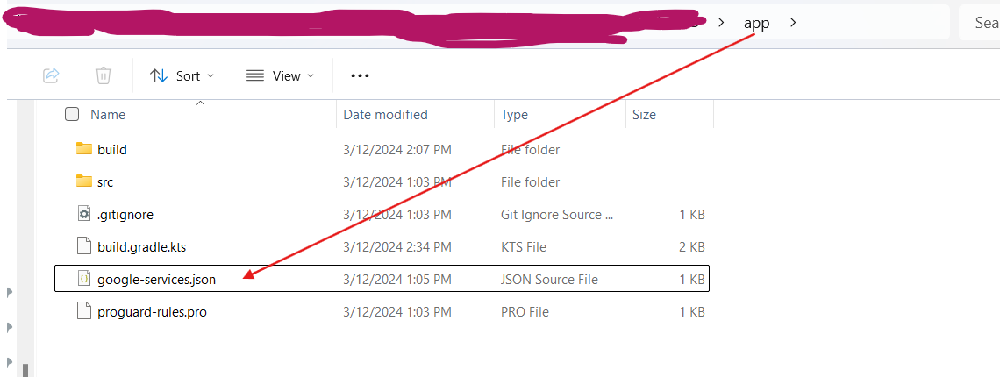 app
Sea
Sort
View
Name Date modified Type Size
build 3/12/2024 2:07 PM File folder
src 3/12/2024 1:03 PM File folder
.gitignore 3/12/2024 1:03 PM Git Ignore Source ... 1 KB
build.gradle.kts 3/12/2024 2:34 PM KTS File 2 KB
google-services.json 3/12/2024 1:05 PM JSON Source File 1 KB
proguard-rules.pro 3/12/2024 1:03 PM PRO File 1 KB